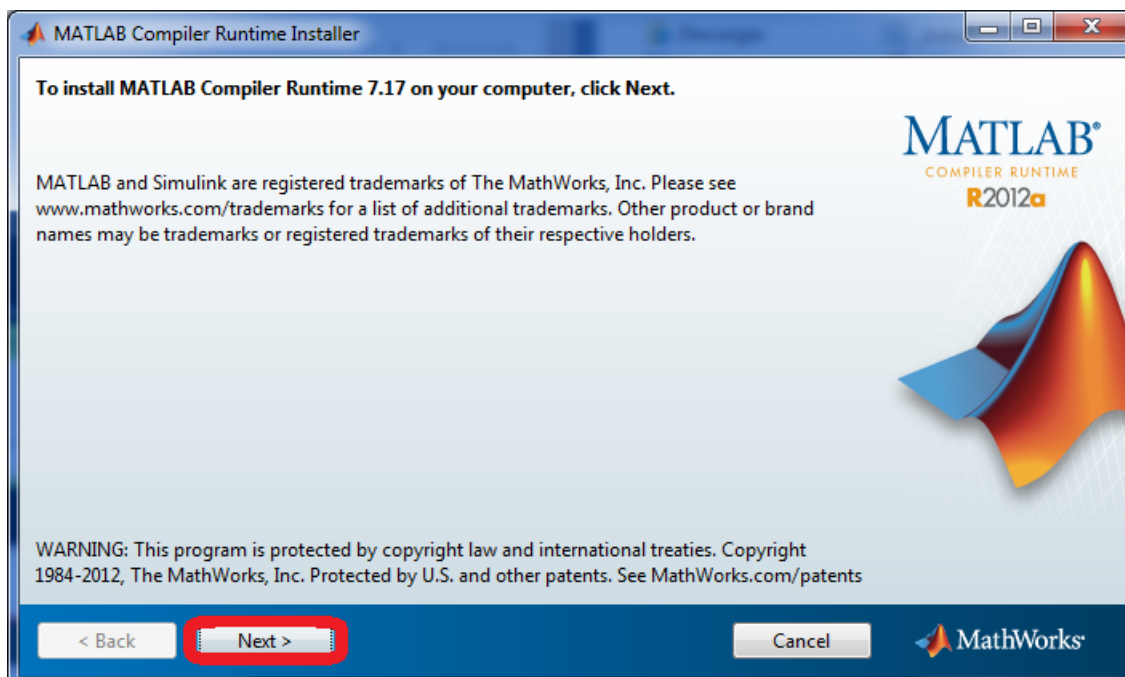 MATLAB Compiler Runtime Installer
To install MATLAB Compiler Runtime 7.17 on your computer, click Next.
MATLAB®
COMPILER RUNTIME
R2012a
MATLAB and Simulink are registered trademarks of The MathWorks, Inc. Please see
www.mathworks.com/trademarks for a list of additional trademarks. Other product or brand
names may be trademarks or registered trademarks of their respective holders.
WARNING: This program is protected by copyright law and international treaties. Copyright
1984-2012, The MathWorks, Inc. Protected by U.S. and other patents. See MathWorks.com/patents
< Back
Next >
Cancel
MathWorks®